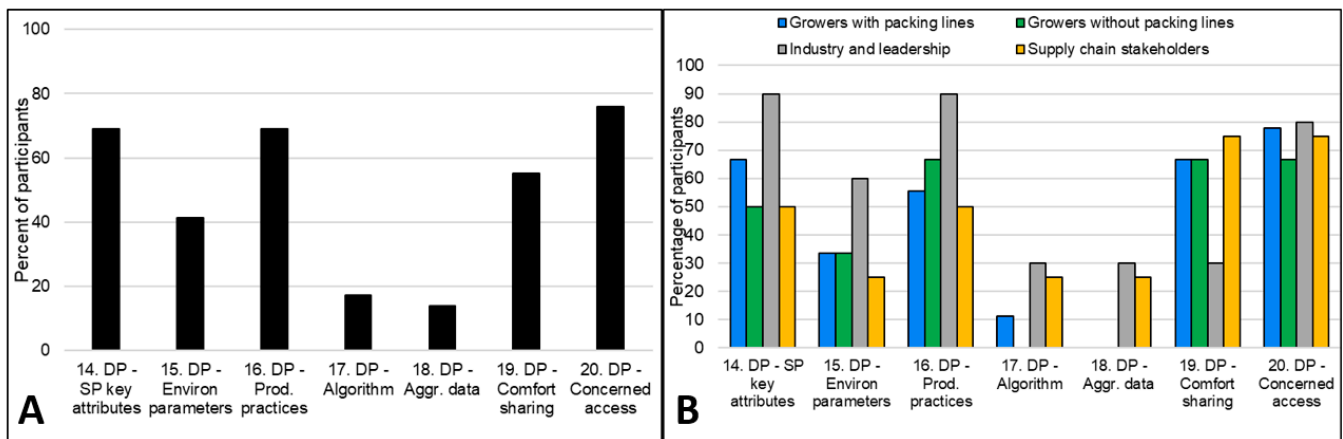 Percent of participants
100
80
60
40
20
0
14. DP -
SP key
attributes
15. DP -
Environ
parameters
16. DP -
Prod.
practices
17. DP -
Algorithm
18. DP -
Aggr. data
19. DP -
Comfort
sharing
20. DP -
Concerned
access
A
Growers with packing lines
Growers without packing lines
Industry and leadership
Supply chain stakeholders
Percentage of participants
100
90
80
70
60
50
40
30
20
10
0
14. DP - SP
key
attributes
15. DP -
Environ
parameters
16. DP -
Prod.
practices
17. DP -
Algorithm
18. DP -
Aggr. data
19. DP -
Comfort
sharing
20. DP -
Concerned
access
B